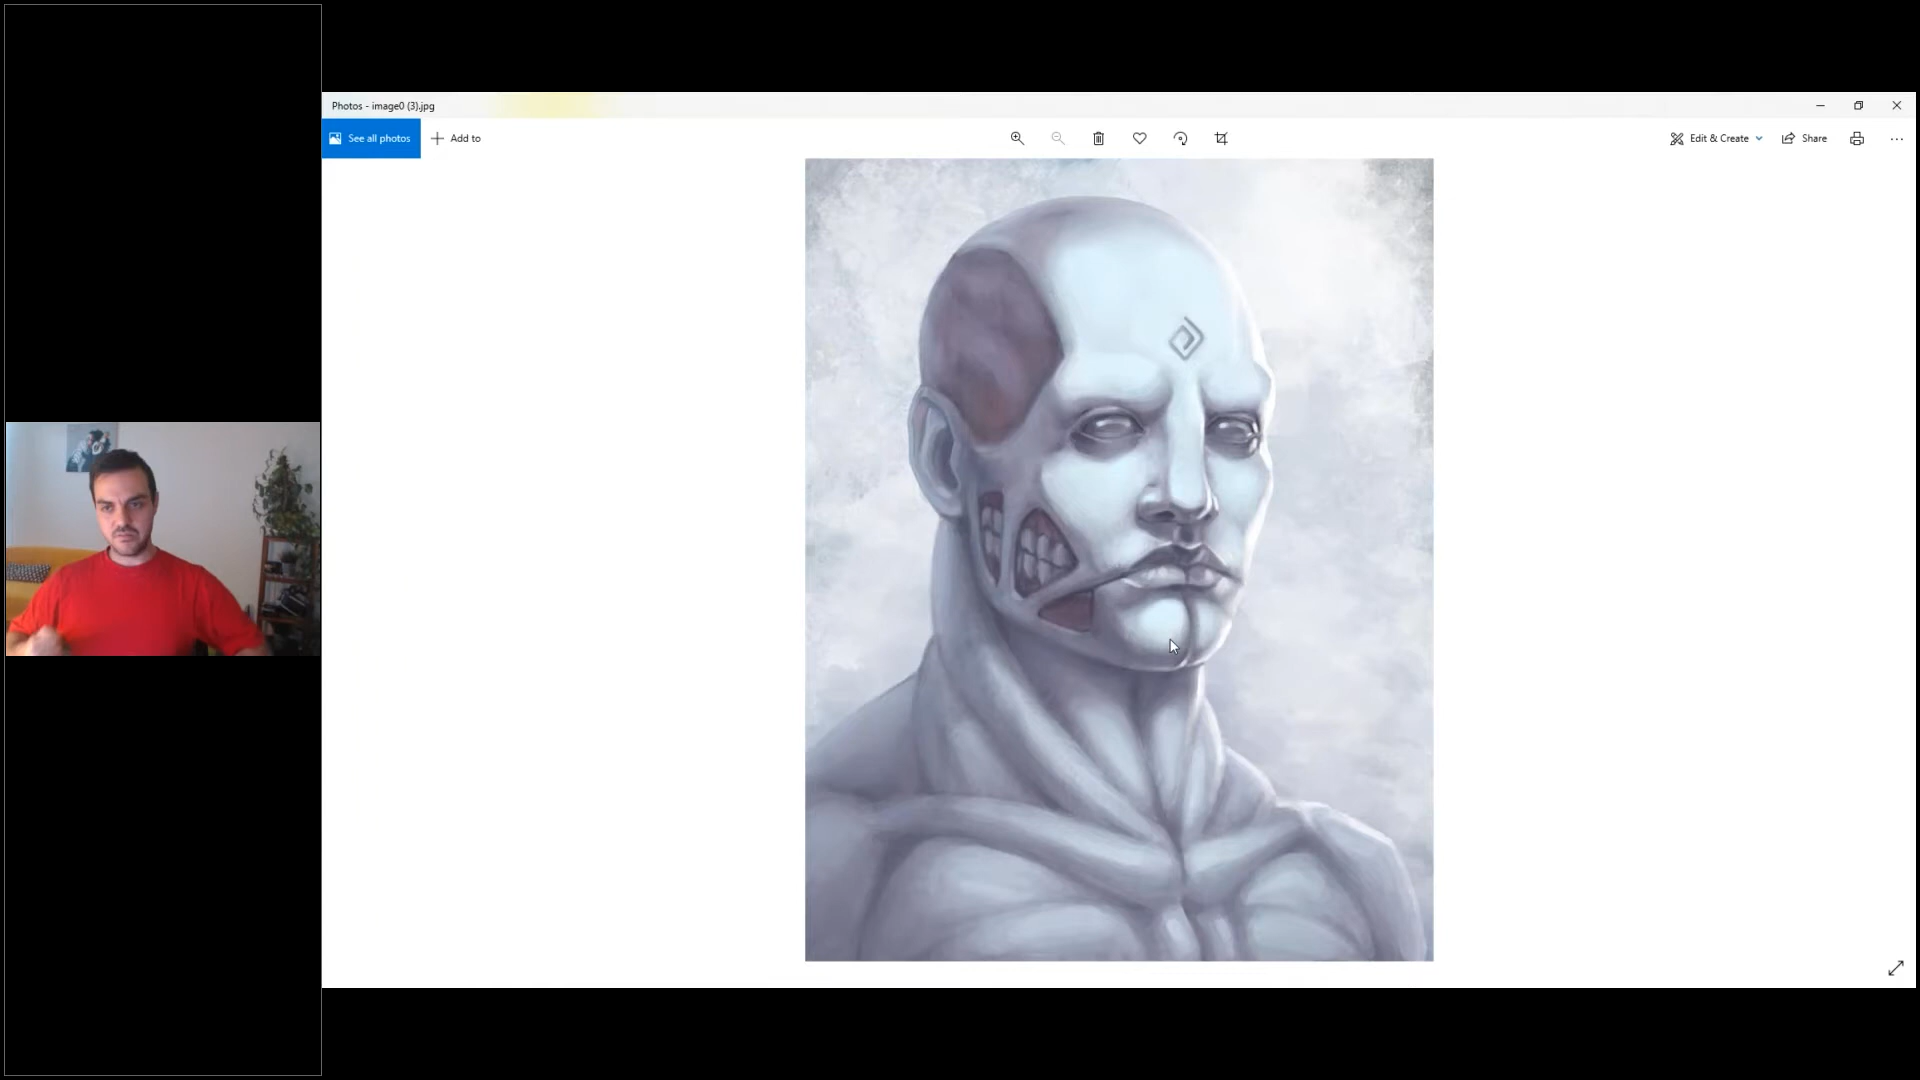 Photos - image0 (3).jpg
See all photos
Add to
Edit & Create
Share